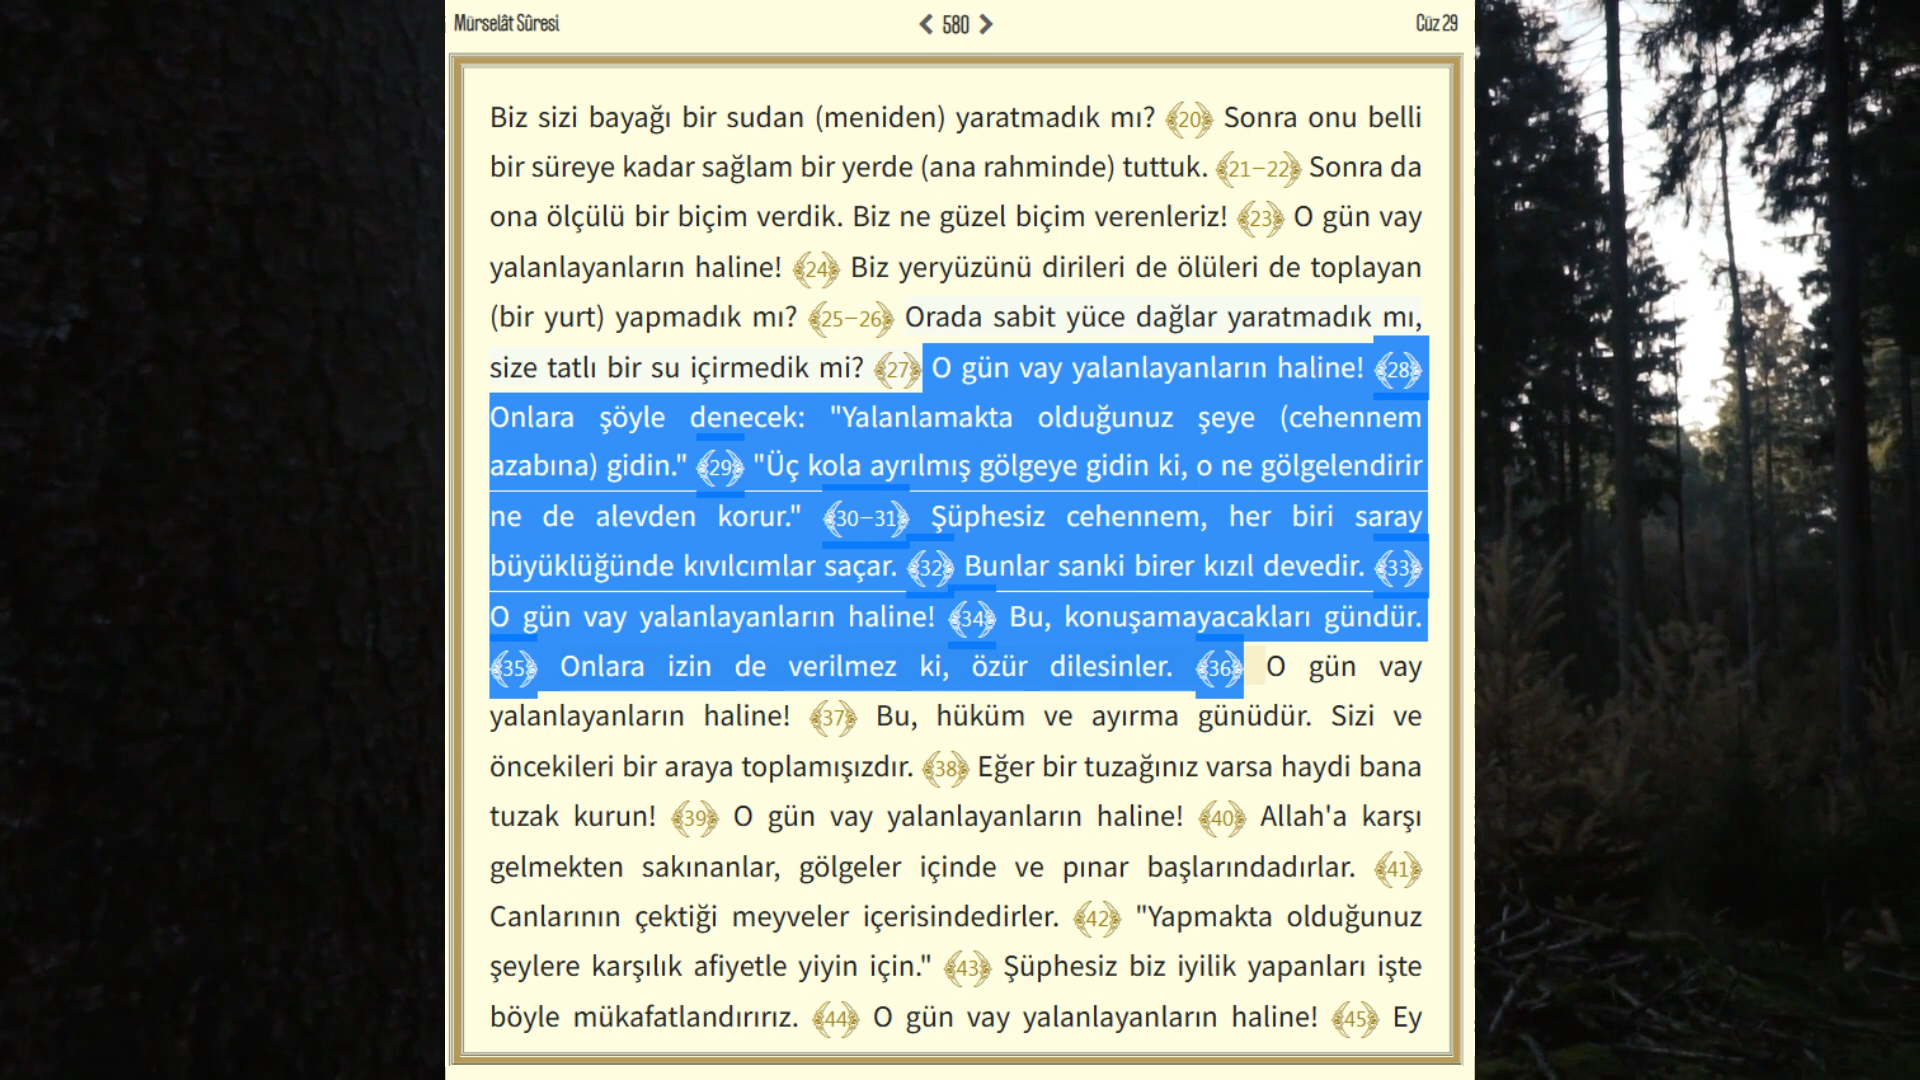 Mürselât Sûresi
580
Cüz 29
Biz sizi bayağı bir sudan (meniden) yaratmadık mı? 20 Sonra onu belli
bir süreye kadar sağlam bir yerde (ana rahminde) tuttuk. 21-22 Sonra da
ona ölçülü bir biçim verdik. Biz ne güzel biçim verenleriz! 23 O gün vay
yalanlayanların haline! 24 Biz yeryüzünü dirileri de ölüleri de toplayan
(bir yurt) yapmadık mı? 25-26 Orada sabit yüce dağlar yaratmadık mı,
size tatlı bir su içirmedik mi? 27 O gün vay yalanlayanların haline! 28
Onlara şöyle denecek: "Yalanlamakta olduğunuz şeye (cehennem
azabına) gidin." 29 "Üç kola ayrılmış gölgeye gidin ki, o ne gölgelendirir
ne de alevden korur." 30-31 Şüphesiz cehennem, her biri saray
büyüklüğünde kıvılcımlar saçar. 32 Bunlar sanki birer kızıl devedir. 33
O gün vay yalanlayanların haline! 34 Bu, konuşamayacakları gündür.
35 Onlara izin de verilmez ki, özür dilesinler. 36 O gün vay
yalanlayanların haline! 37 Bu, hüküm ve ayırma günüdür. Sizi ve
öncekileri bir araya toplamışızdır. 38 Eğer bir tuzağınız varsa haydi bana
tuzak kurun! 39 O gün vay yalanlayanların haline! 40 Allah'a karşı
gelmekten sakınanlar, gölgeler içinde ve pınar başlarındadırlar. 41
Canlarının çektiği meyveler içerisindedirler. 42 "Yapmakta olduğunuz
şeylere karşılık afiyetle yiyin için." 43 Şüphesiz biz iyilik yapanları işte
böyle mükafatlandırırız. 44 O gün vay yalanlayanların haline! 45 Ey